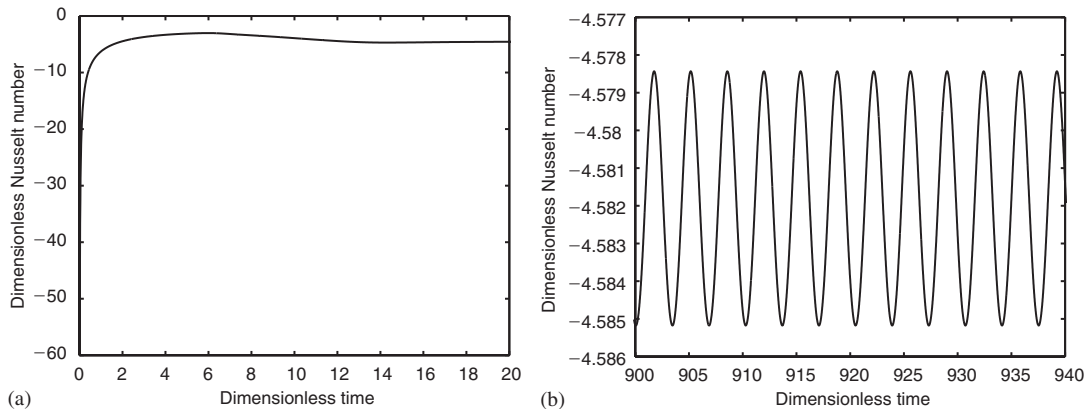 0
−10
−20
−30
−40
−50
−60
Dimensionless Nusselt number
0 2 4 6 8 10 12 14 16 18 20
Dimensionless time
(a)
−4.577
−4.578
−4.579
−4.58
−4.581
−4.582
−4.583
−4.584
−4.585
−4.586
Dimensionless Nusselt number
900 905 910 915 920 925 930 935 940
Dimensionless time
(b)